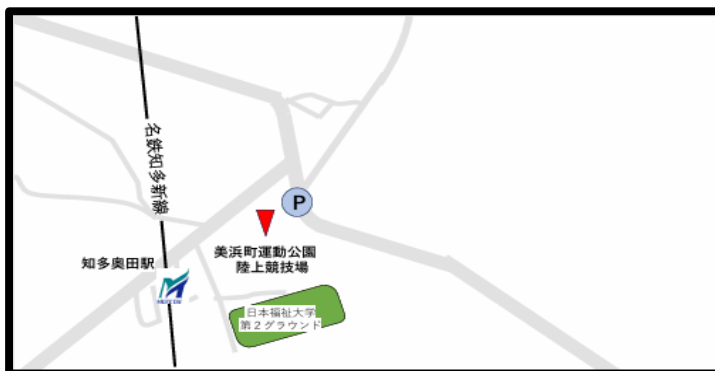 名鉄知多新線
P
美浜町運動公園
陸上競技場
知多奥田駅
日本福祉大学
第２グラウンド